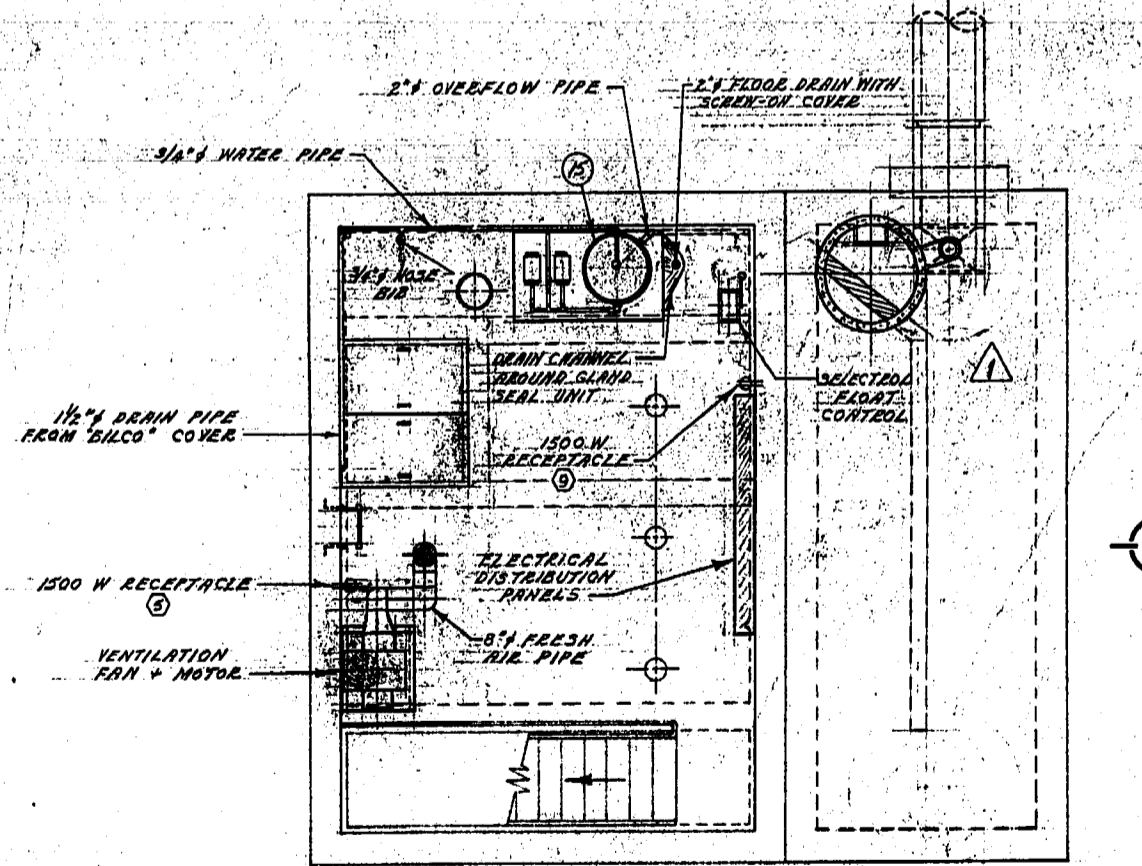 2"φ OVERFLOW PIPE
2"φ FLOOR DRAIN WITH
SCREW-ON COVER
3/4"φ WATER PIPE
15
3/4"φ HOSE
BIB
DRAIN CHANNEL
AROUND GLAND
SEAL UNIT
SELECTROL
FLOAT
CONTROL
1
1½"φ DRAIN PIPE
FROM "BILCO" COVER
1500 W
RECEPTACLE
9
ELECTRICAL
DISTRIBUTION
PANELS
1500 W RECEPTACLE
5
8"φ FRESH
AIR PIPE
VENTILATION
FAN + MOTOR